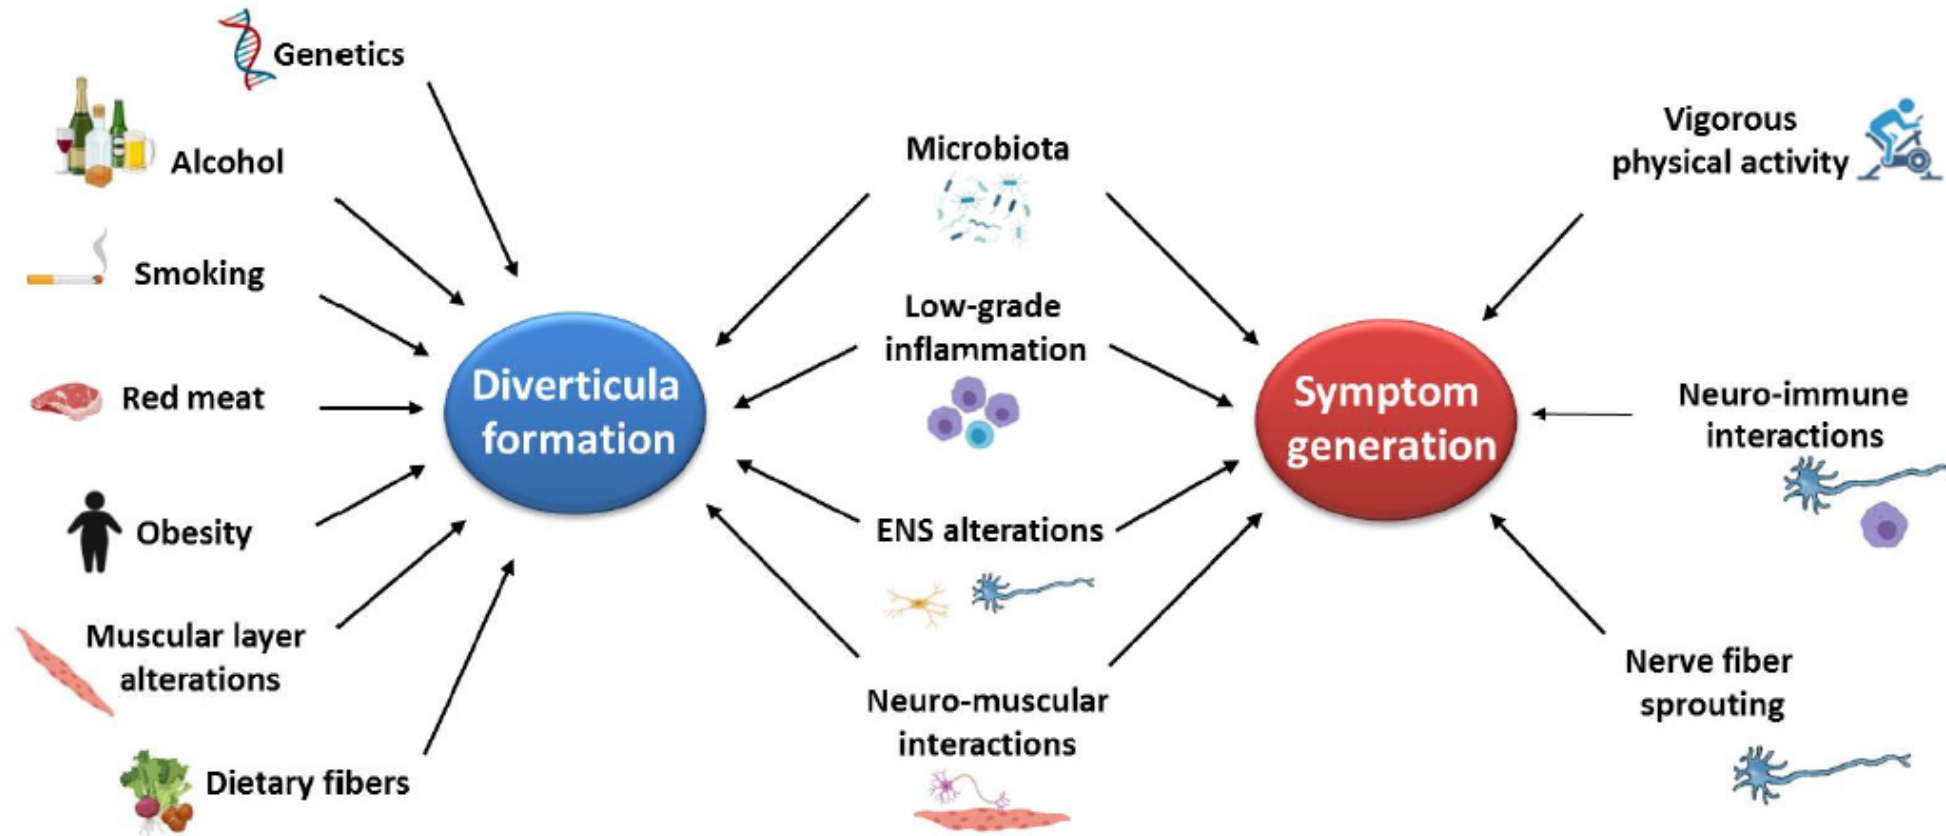 Genetics
Alcohol
Smoking
Red meat
Obesity
Muscular layer
alterations
Dietary fibers
Diverticula
formation
Microbiota
Low-grade
inflammation
ENS alterations
Neuro-muscular
interactions
Symptom
generation
Vigorous
physical activity
Neuro-immune
interactions
Nerve fiber
sprouting